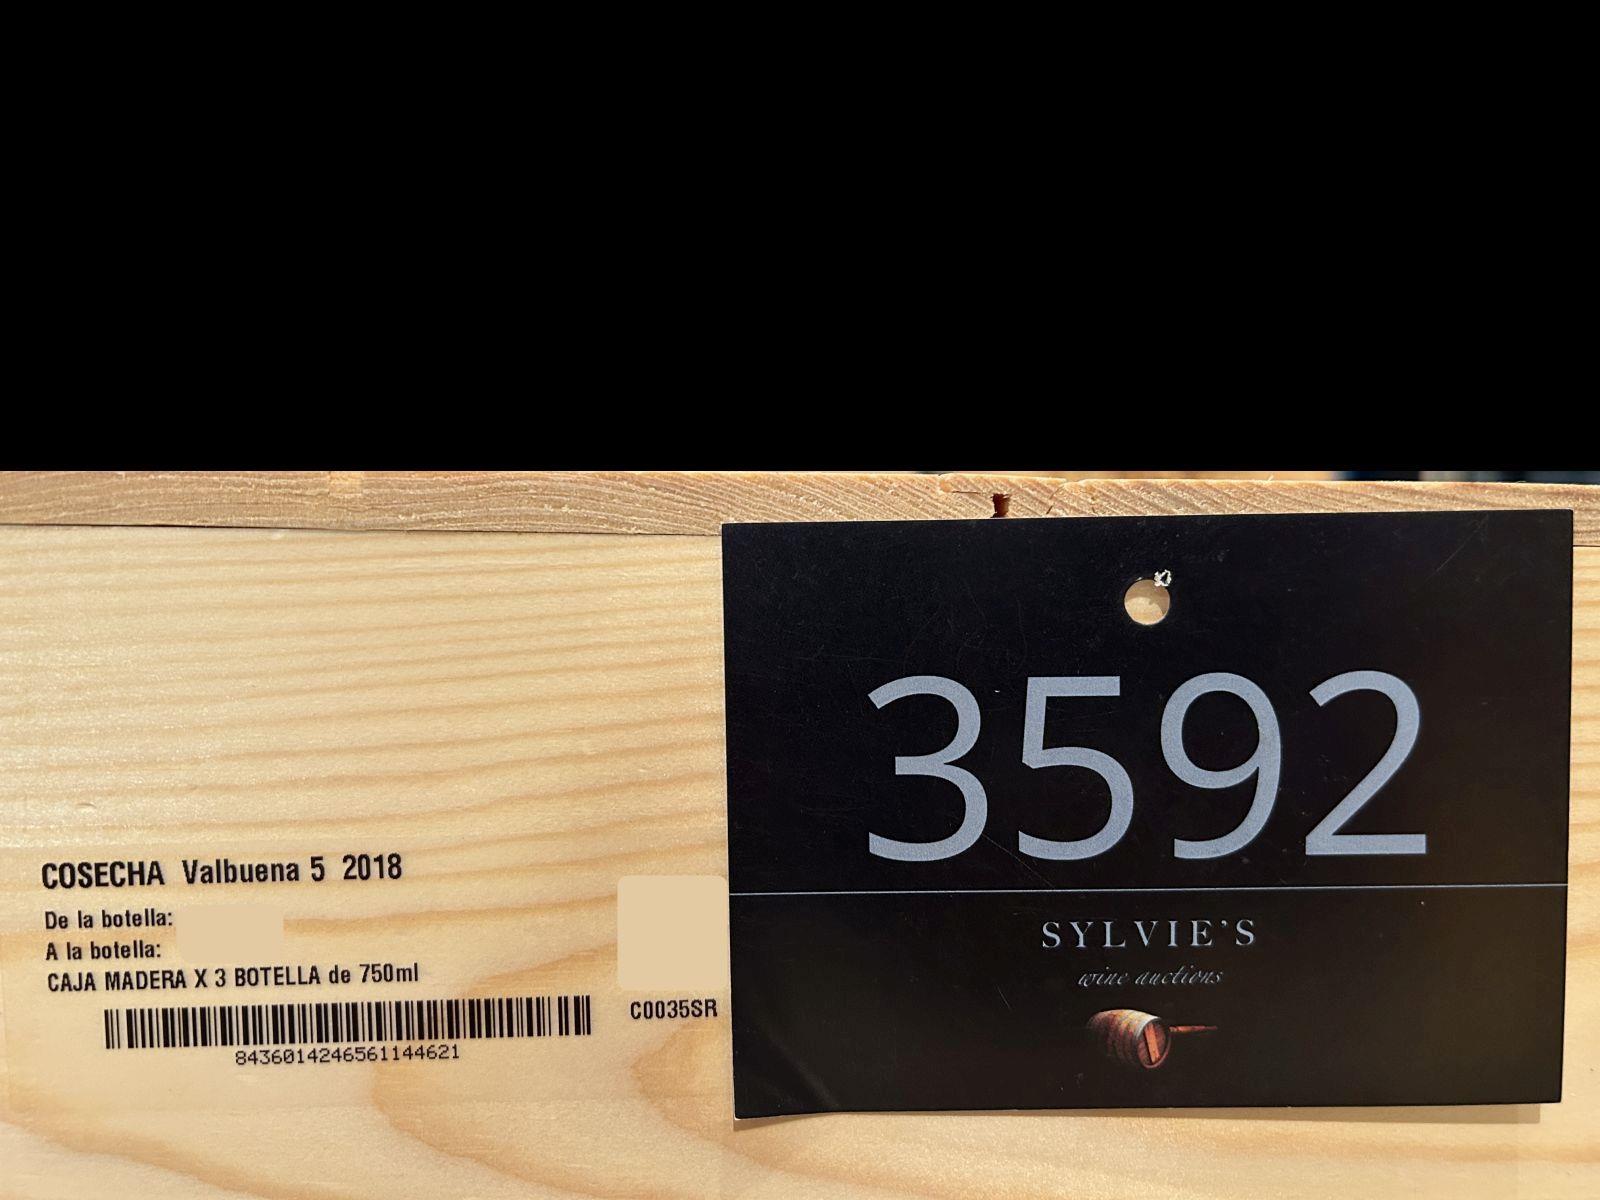 COSECHA Valbuena 5 2018
De la botella:
A la botella:
CAJA MADERA X 3 BOTELLA de 750ml
8436014246561144621
C0035SR
3592
SYLVIE'S
wine auctions